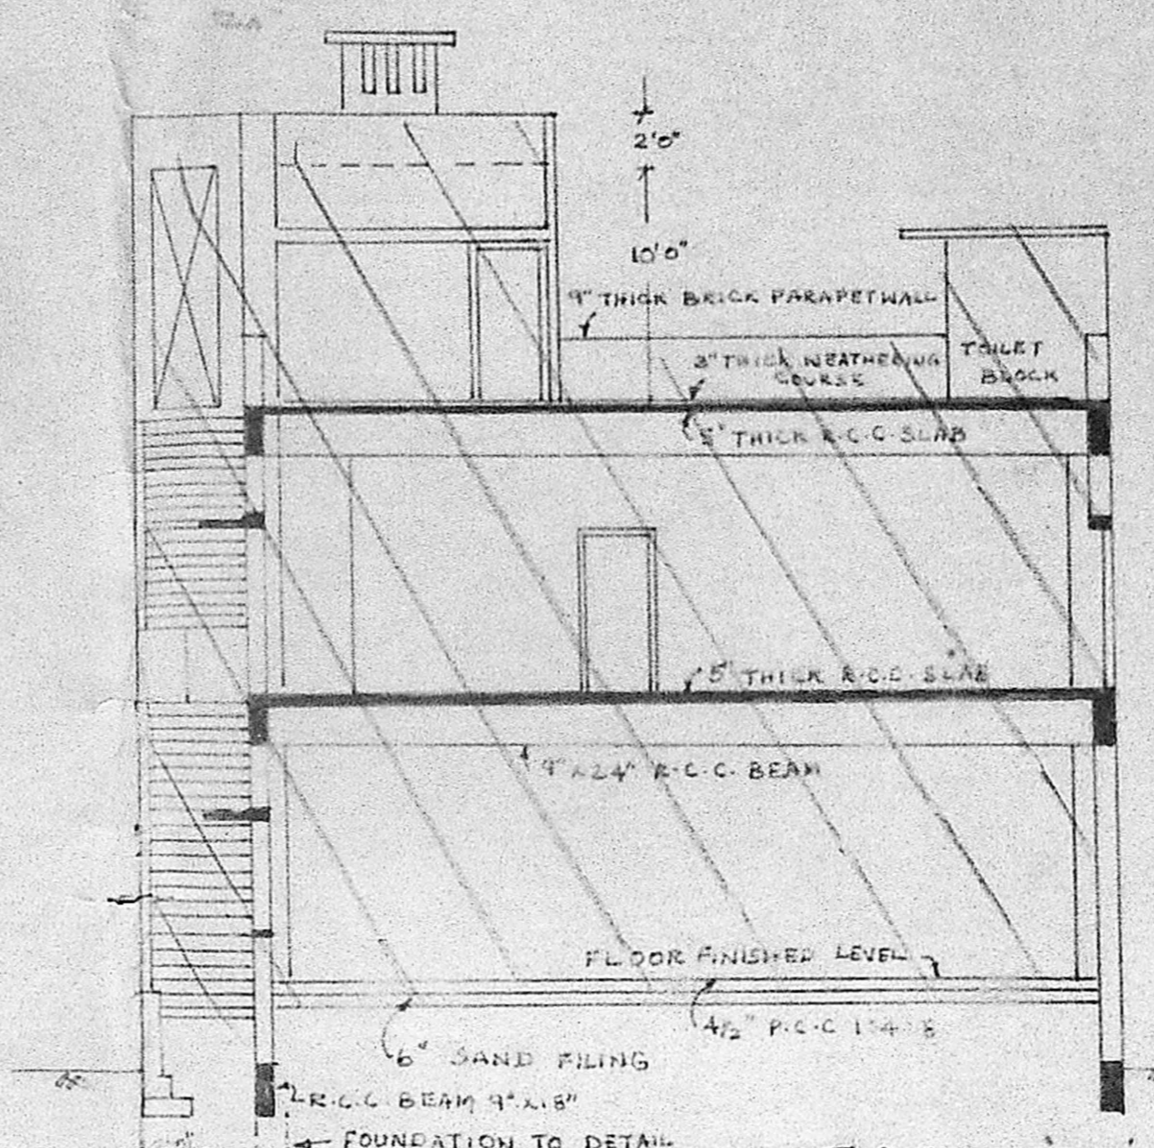 2'0"
10'0"
9" THICK BRICK PARAPET WALL
3" THICK WEATHERING
COURSE
TOILET
BLOCK
5" THICK R.C.C. SLAB
5" THICK R.C.C. SLAB
9" X 24" R.C.C. BEAM
FLOOR FINISHED LEVEL
4½" P.C.C 1:4:8
6" SAND FILING
R.C.C. BEAM 9" X 18"
FOUNDATION TO DETAIL